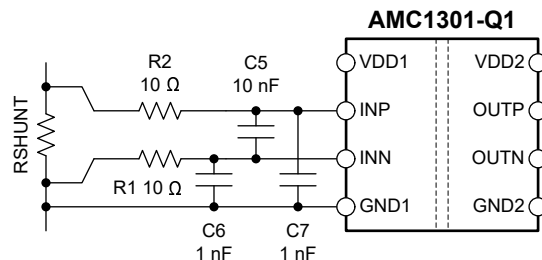 AMC1301-Q1
R2
10 Ω
C5
10 nF
VDD1
VDD2
INP
OUTP
RSHUNT
INN
OUTN
R1 10 Ω
GND1
GND2
C6
1 nF
C7
1 nF